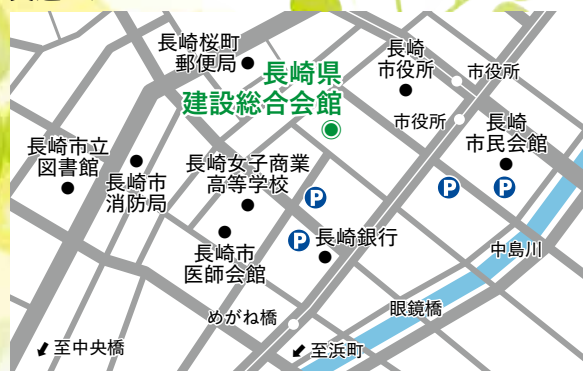 長崎桜町
郵便局
長崎県
建設総合会館
長崎
市役所
市役所
市役所
長崎
市民会館
長崎市立
図書館
長崎市
消防局
長崎女子商業
高等学校
P
P
P
P
長崎市
医師会館
長崎銀行
中島川
めがね橋
眼鏡橋
至中央橋
至浜町